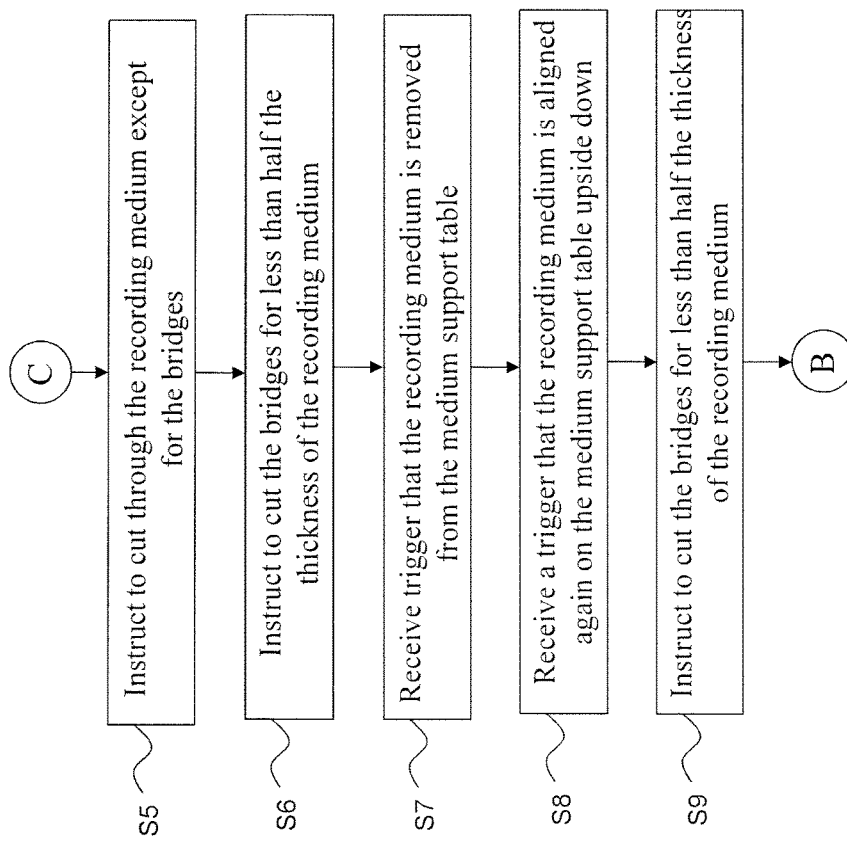 C
S5
Instruct to cut through the recording medium except
for the bridges
S6
Instruct to cut the bridges for less than half the
thickness of the recording medium
S7
Receive trigger that the recording medium is removed
from the medium support table
S8
Receive a trigger that the recording medium is aligned
again on the medium support table upside down
S9
Instruct to cut the bridges for less than half the thickness
of the recording medium
B